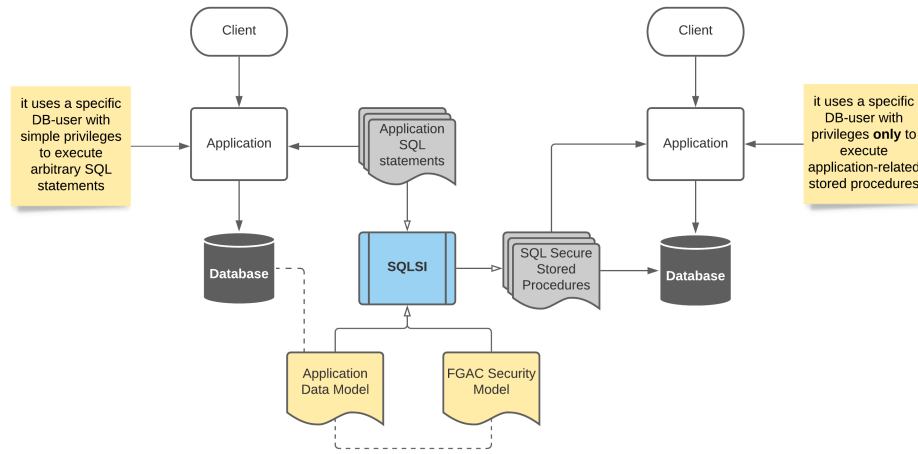 Client
Client
it uses a specific
DB-user with
simple privileges
to execute
arbitrary SQL
statements
Application
Application
SQL
statements
Application
it uses a specific
DB-user with
privileges only to
execute
application-related
stored procedures
Database
SQLSI
SQL Secure
Stored
Procedures
Database
Application
Data Model
FGAC Security
Model